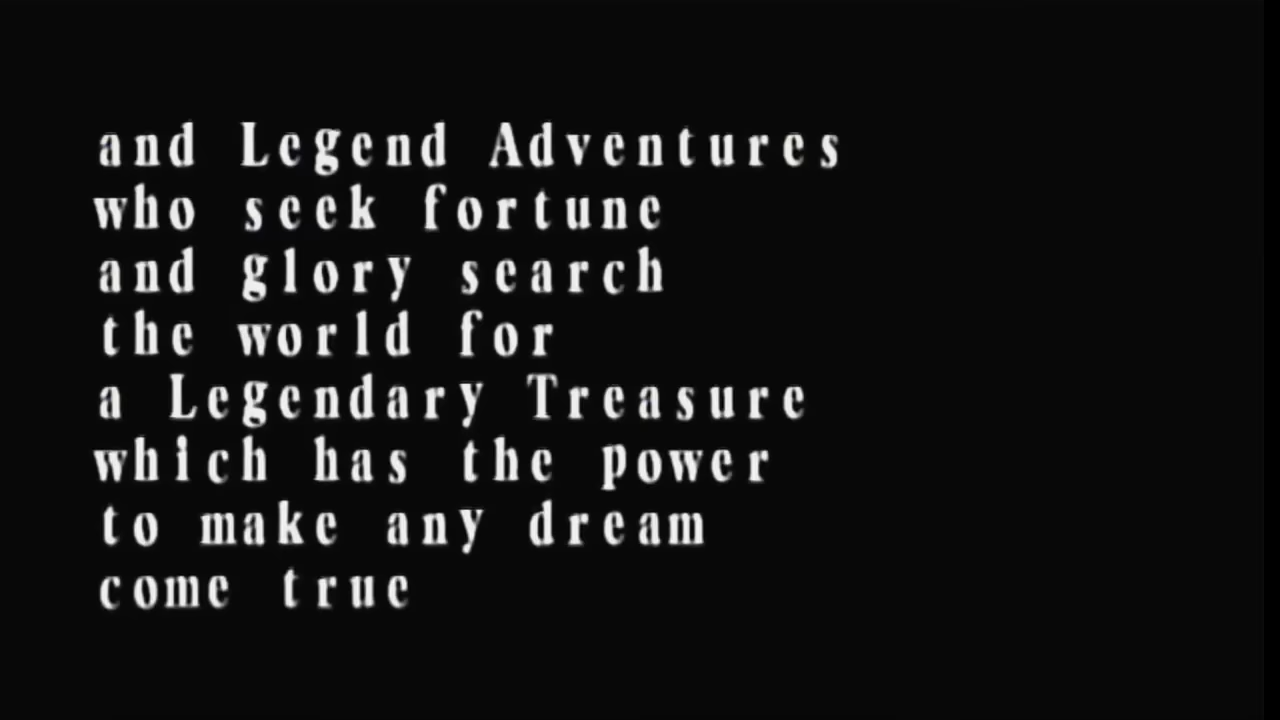 and Legend Adventures
who seek fortune
and glory search
the world for
a Legendary Treasure
which has the power
to make any dream
come true